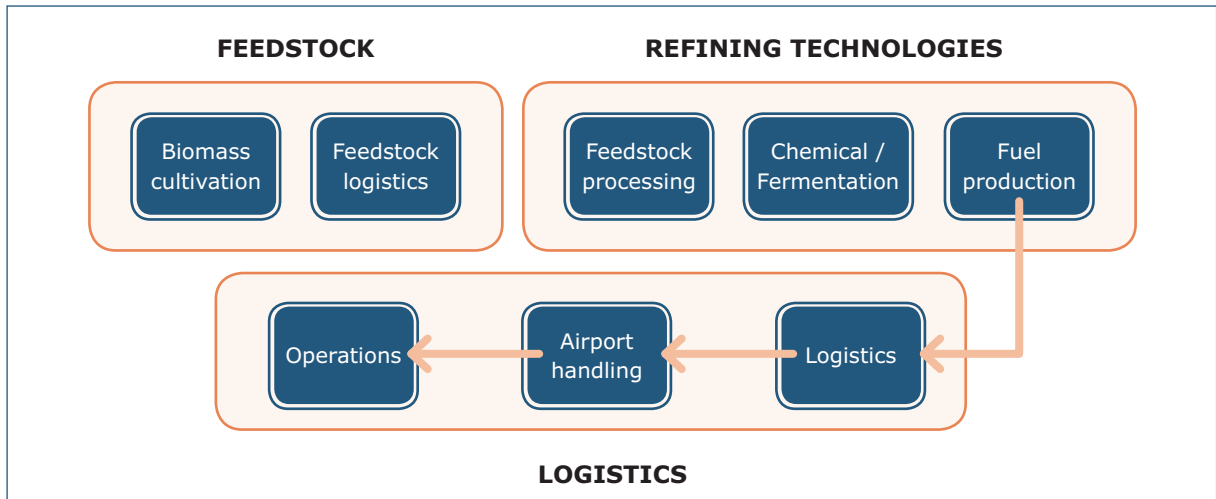 FEEDSTOCK
REFINING TECHNOLOGIES
Biomass
cultivation
Feedstock
logistics
Feedstock
processing
Chemical /
Fermentation
Fuel
production
Operations
Airport
handling
Logistics
LOGISTICS